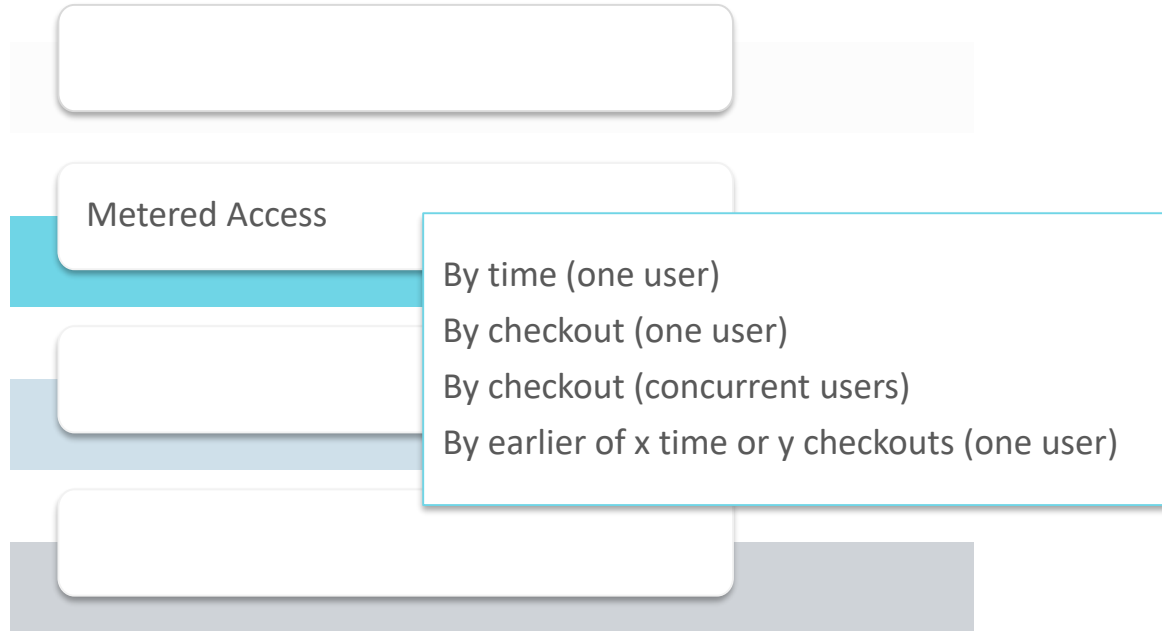 Metered Access
By time (one user)
By checkout (one user)
By checkout (concurrent users)
By earlier of x time or y checkouts (one user)